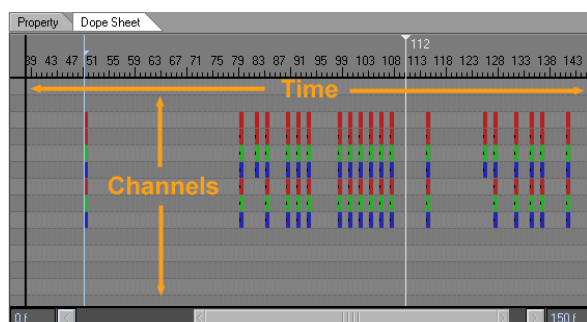 Property Dope Sheet
112
39 43 47 51 55 59 63 67 71 75 79 83 87 91 95 99 103 108 113 118 123 128 133 138 143
Time
Channels
0 f 150 f